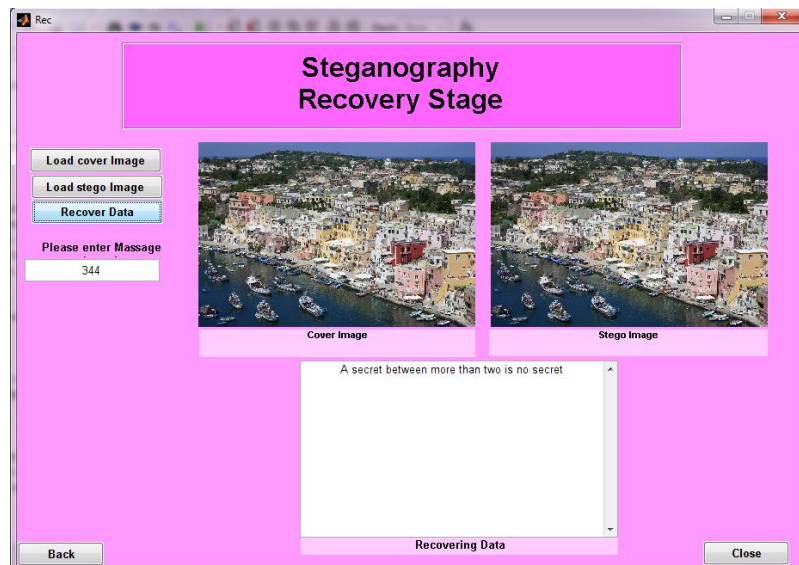 Rec
Steganography
Recovery Stage
Load cover Image
Load stego Image
Recover Data
Please enter Massage
344
Cover Image
Stego Image
A secret between more than two is no secret
Recovering Data
Back
Close